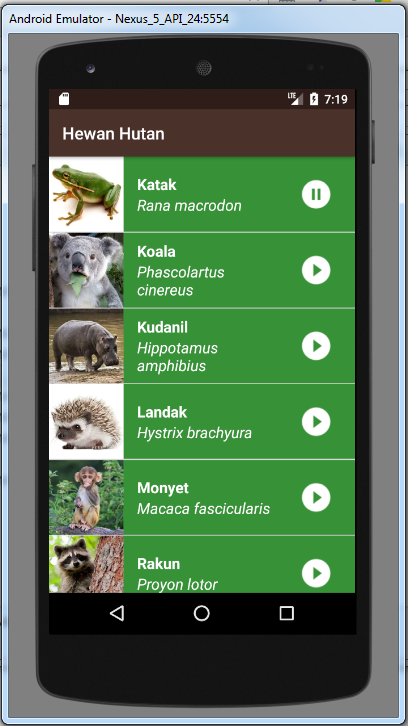 Android Emulator - Nexus_5_API_24:5554
LTE 7:19
Hewan Hutan
Katak
Rana macrodon
Koala
Phascolartus
cinereus
Kudanil
Hippotamus
amphibius
Landak
Hystrix brachyura
Monyet
Macaca fascicularis
Rakun
Proyon lotor